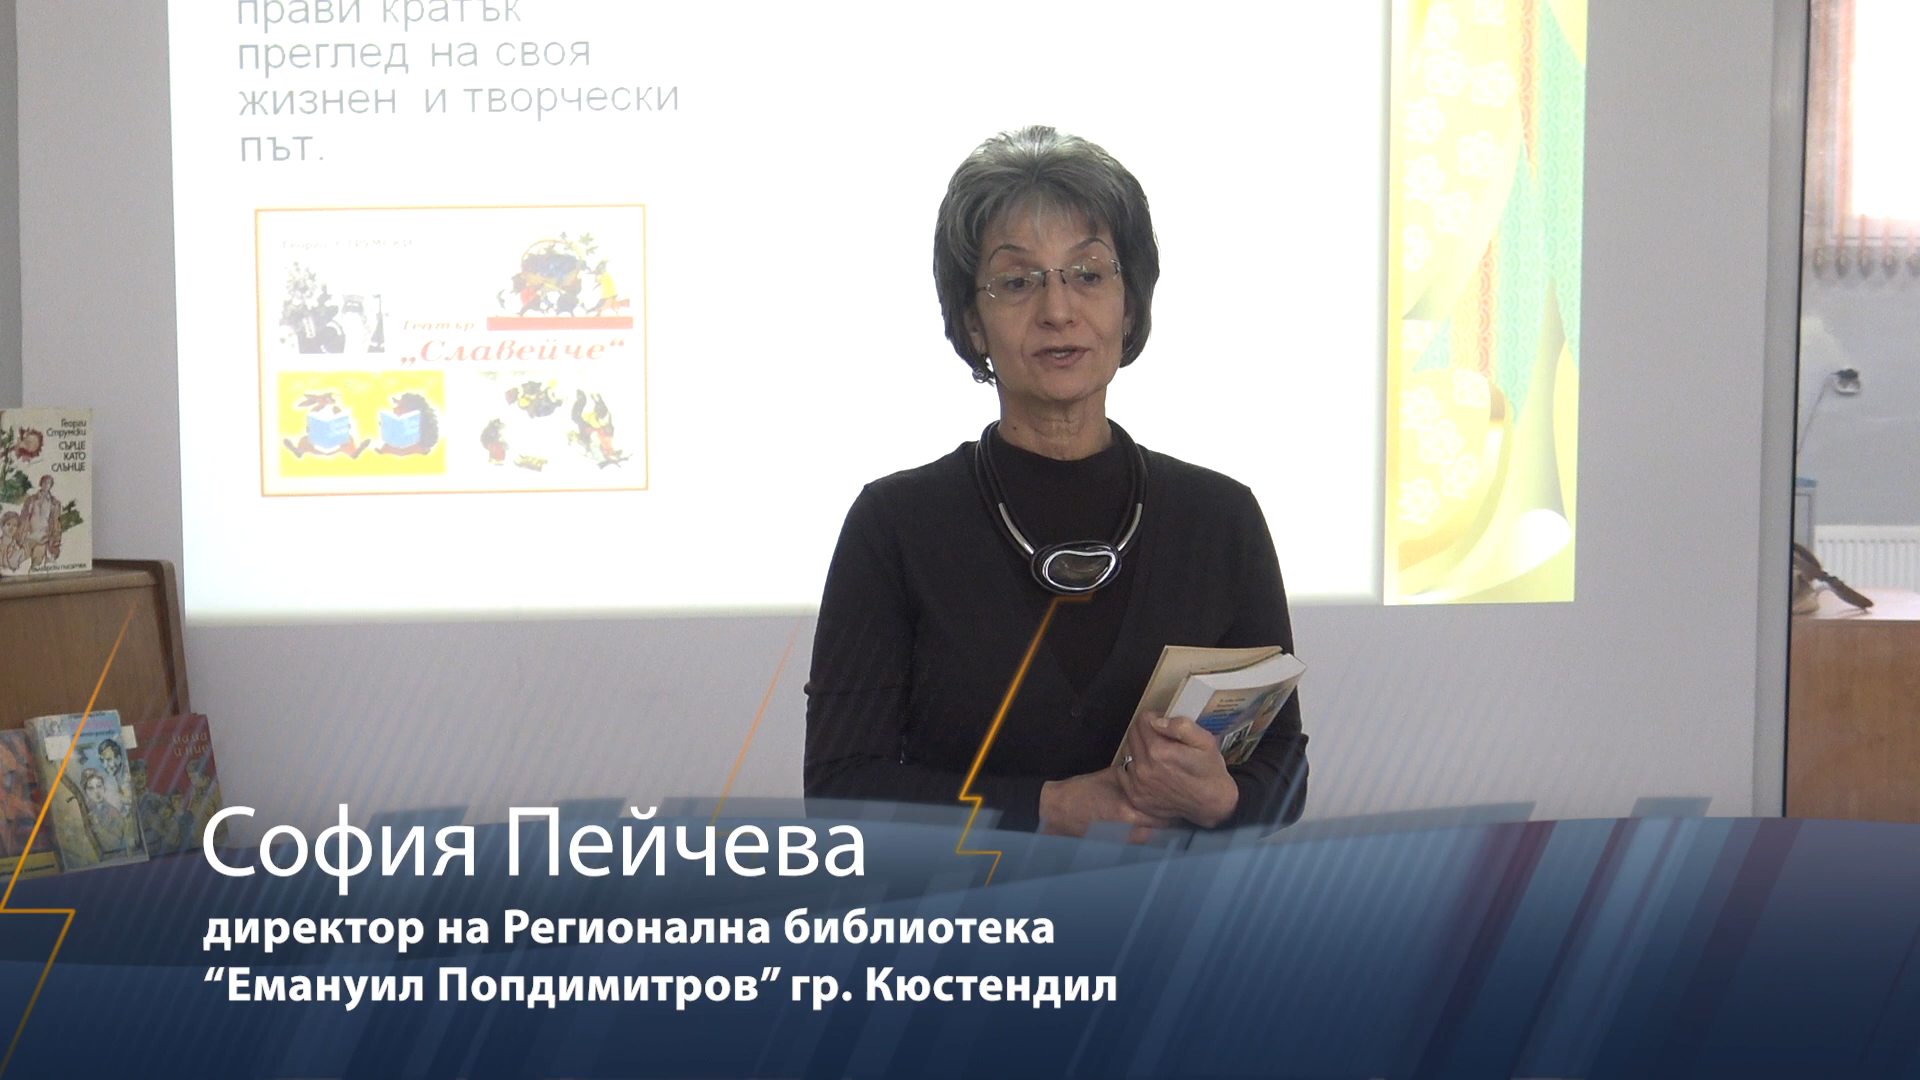 прави кратък
преглед на своя
жизнен и творчески
път.
Театър
„Славейче“
Георги
Струмски
СЪРЦЕ
КАТО
СЛЪНЦЕ
София Пейчева
директор на Регионална библиотека
“Емануил Попдимитров” гр. Кюстендил